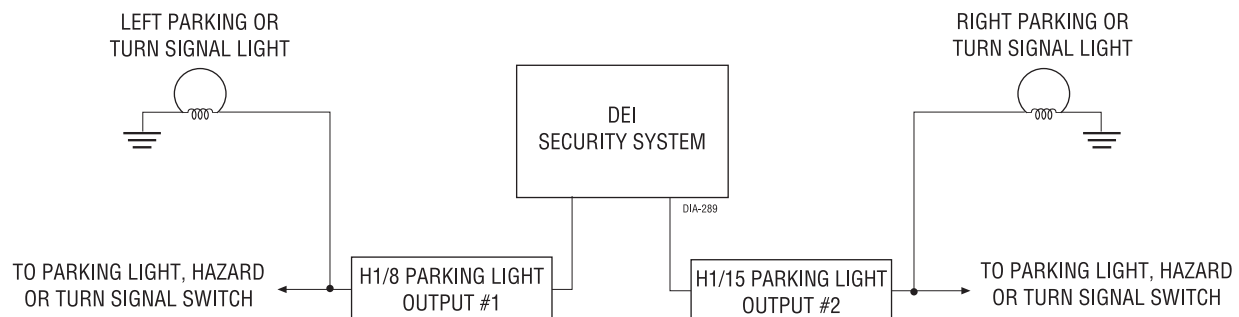 LEFT PARKING OR
TURN SIGNAL LIGHT
RIGHT PARKING OR
TURN SIGNAL LIGHT
DEI
SECURITY SYSTEM
DIA-289
TO PARKING LIGHT, HAZARD
OR TURN SIGNAL SWITCH
H1/8 PARKING LIGHT
OUTPUT #1
H1/15 PARKING LIGHT
OUTPUT #2
TO PARKING LIGHT, HAZARD
OR TURN SIGNAL SWITCH